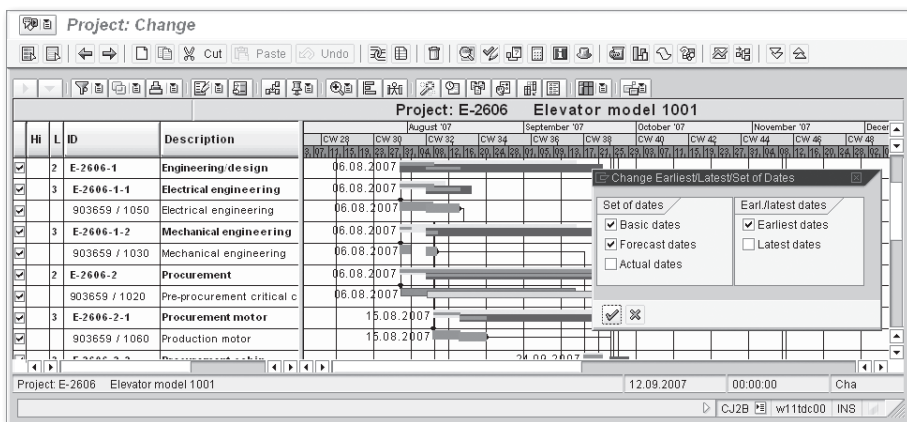 Project: Change
Cut Paste Undo
Project: E-2606 Elevator model 1001
Hi L ID Description
August '07 September '07 October '07 November '07 Decer
CW 28 CW 30 CW 32 CW 34 CW 36 CW 38 CW 40 CW 42 CW 44 CW 46 CW 48
2 E-2606-1 Engineering/design 06.08.2007
3 E-2606-1-1 Electrical engineering 06.08.2007
903659 / 1050 Electrical engineering 06.08.2007
3 E-2606-1-2 Mechanical engineering 06.08.2007
903659 / 1030 Mechanical engineering 06.08.2007
2 E-2606-2 Procurement 06.08.2007
903659 / 1020 Pre-procurement critical c 06.08.2007
3 E-2606-2-1 Procurement motor 15.08.2007
903659 / 1060 Production motor 15.08.2007
24.09.2007
Change Earliest/Latest/Set of Dates
Set of dates
Basic dates
Forecast dates
Actual dates
Earl./latest dates
Earliest dates
Latest dates
Project: E-2606 Elevator model 1001 12.09.2007 00:00:00 Cha
CJ2B w11tdc00 INS